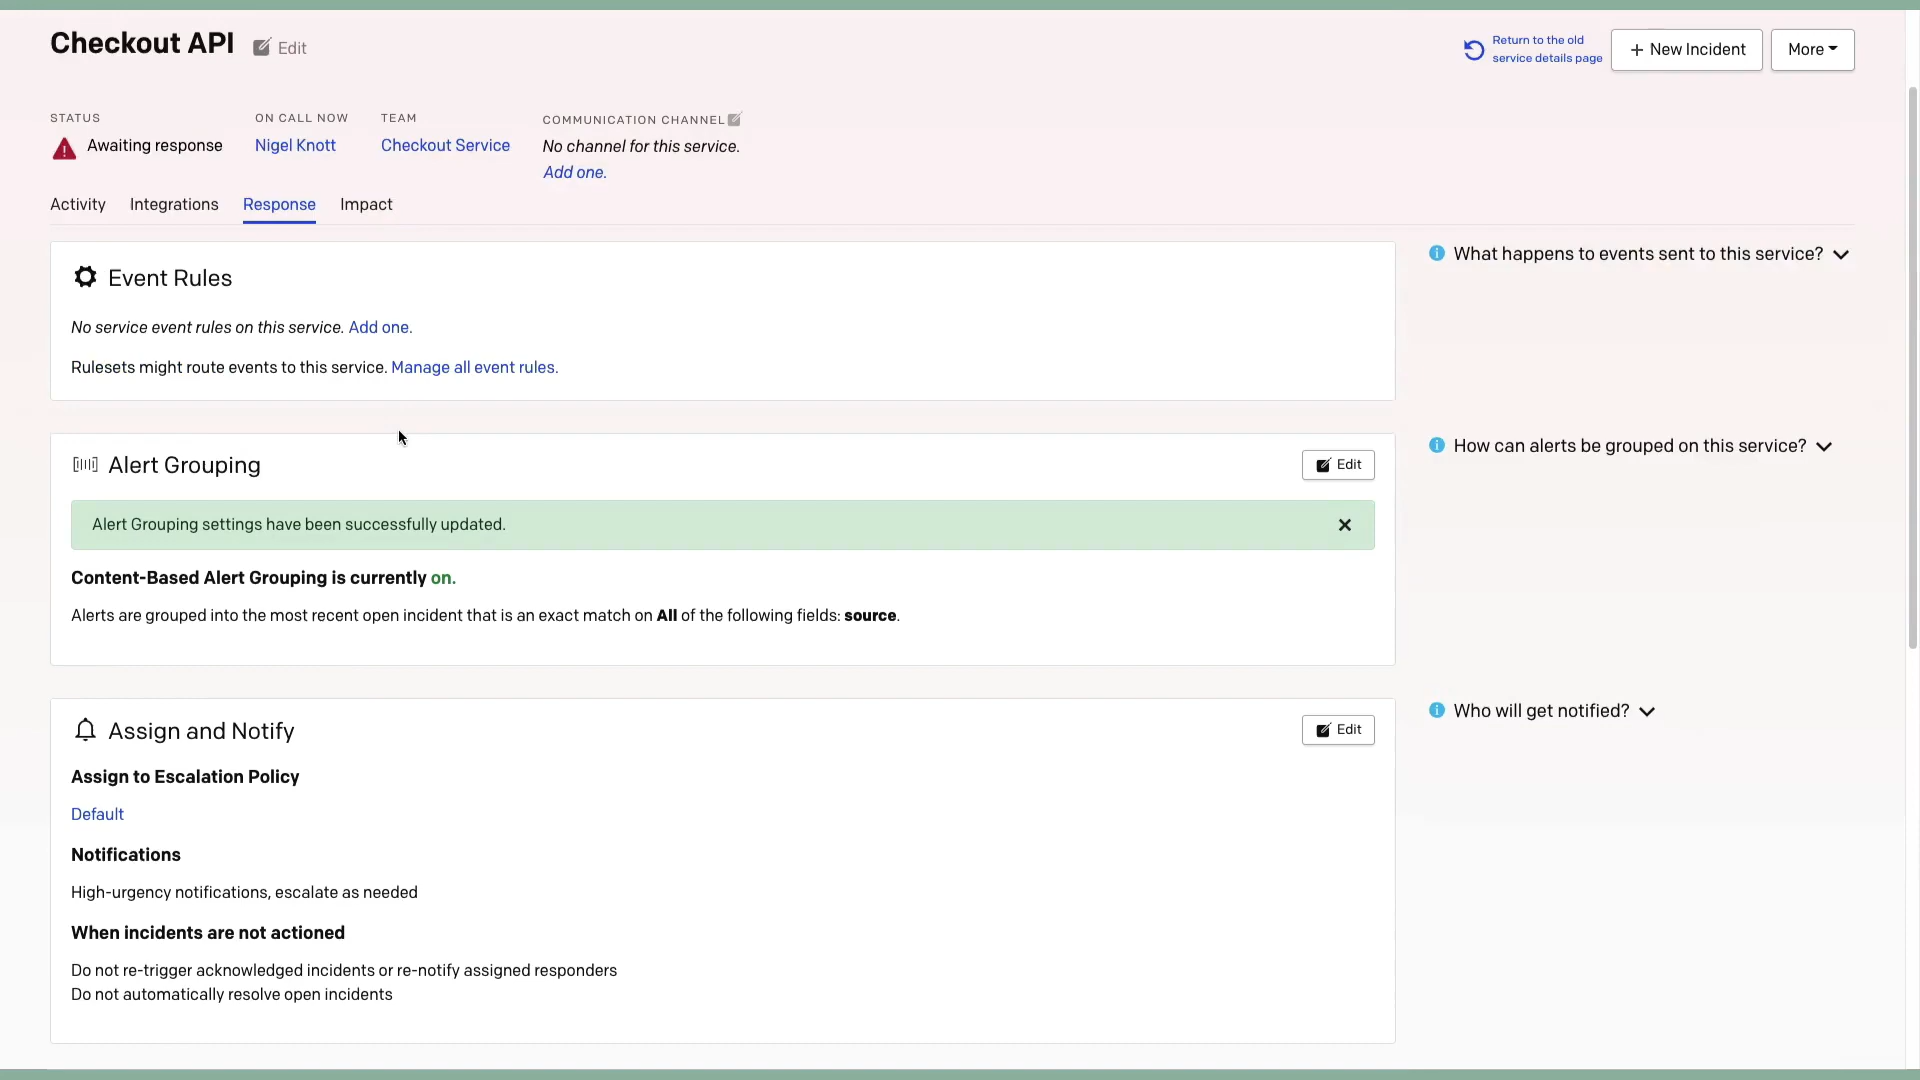 Checkout API
Edit
Return to the old
service details page
+ New Incident
More
STATUS
Awaiting response
ON CALL NOW
Nigel Knott
TEAM
Checkout Service
COMMUNICATION CHANNEL
No channel for this service.
Add one.
Activity
Integrations
Response
Impact
Event Rules
No service event rules on this service. Add one.
Rulesets might route events to this service. Manage all event rules.
What happens to events sent to this service?
Alert Grouping
Edit
Alert Grouping settings have been successfully updated.
Content-Based Alert Grouping is currently on.
Alerts are grouped into the most recent open incident that is an exact match on All of the following fields: source.
How can alerts be grouped on this service?
Assign and Notify
Edit
Assign to Escalation Policy
Default
Notifications
High-urgency notifications, escalate as needed
When incidents are not actioned
Do not re-trigger acknowledged incidents or re-notify assigned responders
Do not automatically resolve open incidents
Who will get notified?